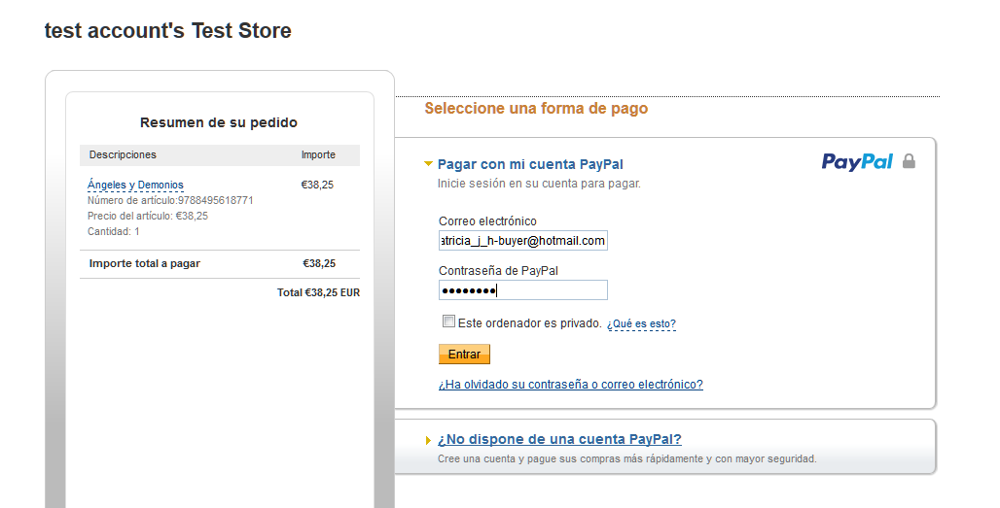 test account's Test Store
Resumen de su pedido
Descripciones Importe
Ángeles y Demonios €38,25
Número de artículo:9788495618771
Precio del artículo: €38,25
Cantidad: 1
Importe total a pagar €38,25
Total €38,25 EUR
Seleccione una forma de pago
Pagar con mi cuenta PayPal
PayPal
Inicie sesión en su cuenta para pagar.
Correo electrónico
atricia_j_h-buyer@hotmail.com
Contraseña de PayPal
●●●●●●●●
Este ordenador es privado. ¿Qué es esto?
Entrar
¿Ha olvidado su contraseña o correo electrónico?
¿No dispone de una cuenta PayPal?
Cree una cuenta y pague sus compras más rápidamente y con mayor seguridad.